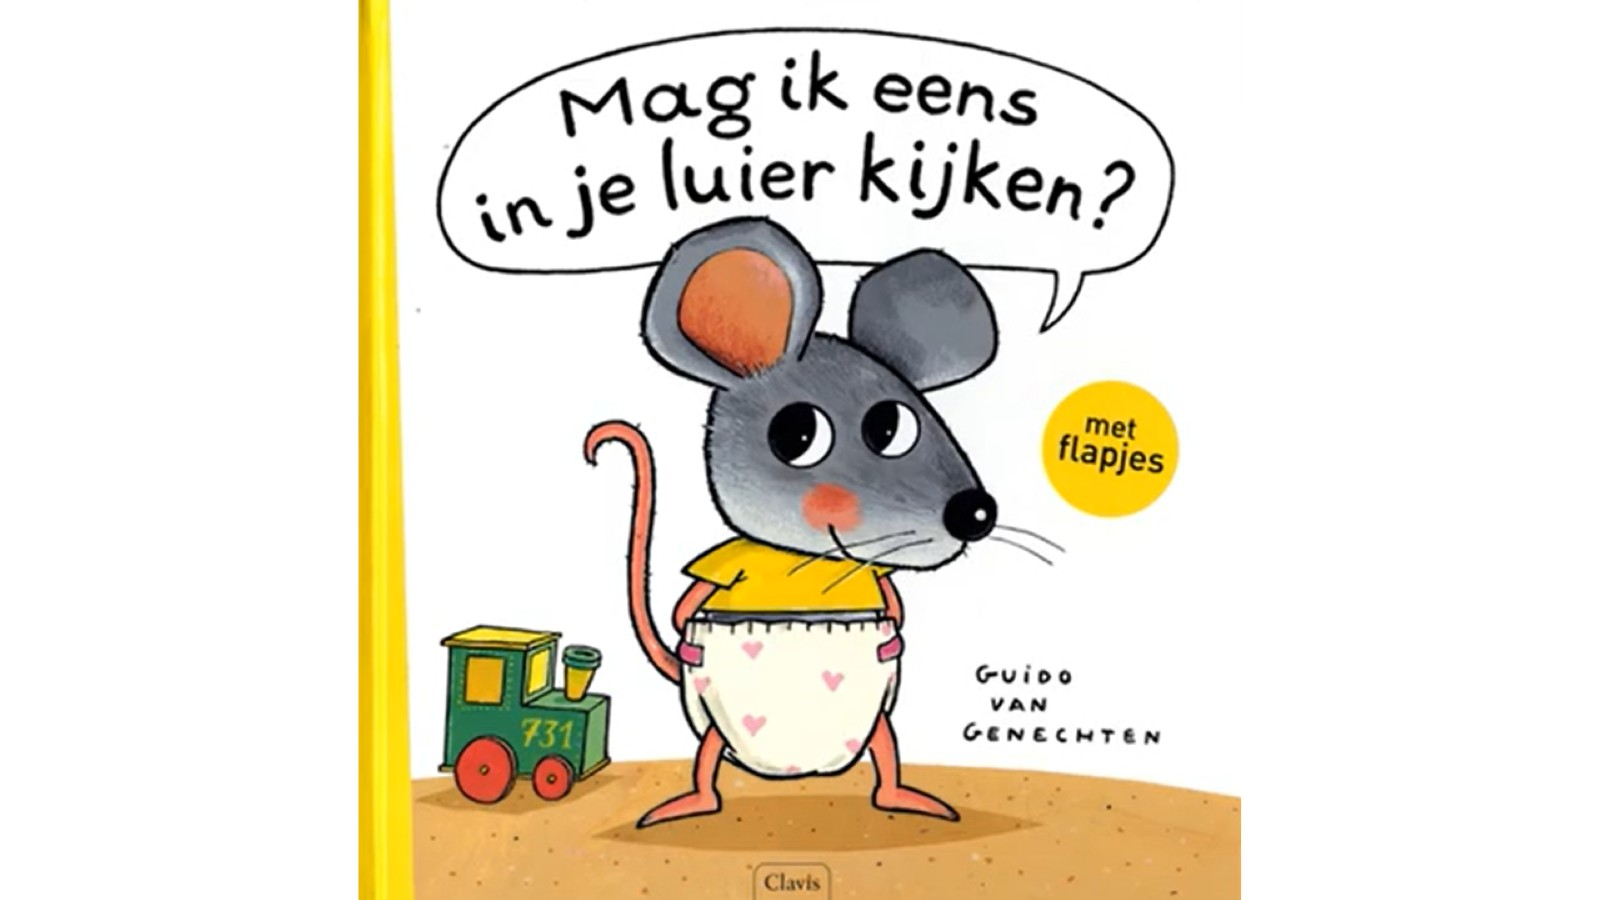 Mag ik eens
in je luier kijken?
met
flapjes
731
GUiDO
VAN
GENECHTEN
Clavis